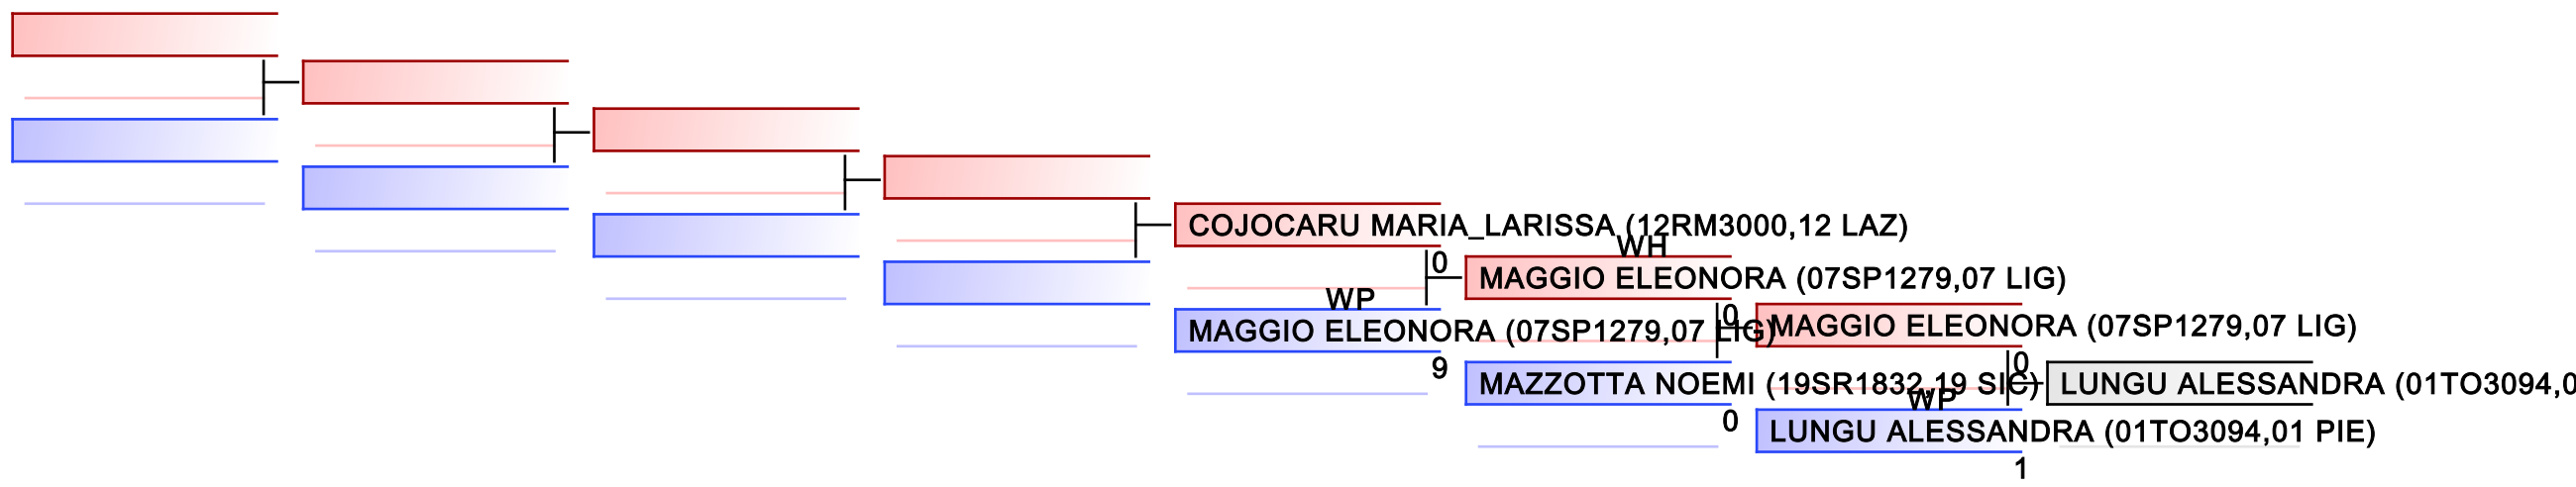 COJOCARU MARIA_LARISSA (12RM3000,12 LAZ)
WH
0
MAGGIO ELEONORA (07SP1279,07 LIG)
WP
0
MAGGIO ELEONORA (07SP1279,07 LIG)
MAGGIO ELEONORA (07SP1279,07 LIG)
9
0
MAZZOTTA NOEMI (19SR1832,19 SIC)
LUNGU ALESSANDRA (01TO3094,0
WP
0
LUNGU ALESSANDRA (01TO3094,01 PIE)
1